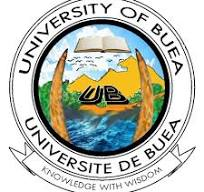 UNIVERSITY OF BUEA
UB
UNIVERSITE DE BUEA
KNOWLEDGE WITH WISDOM